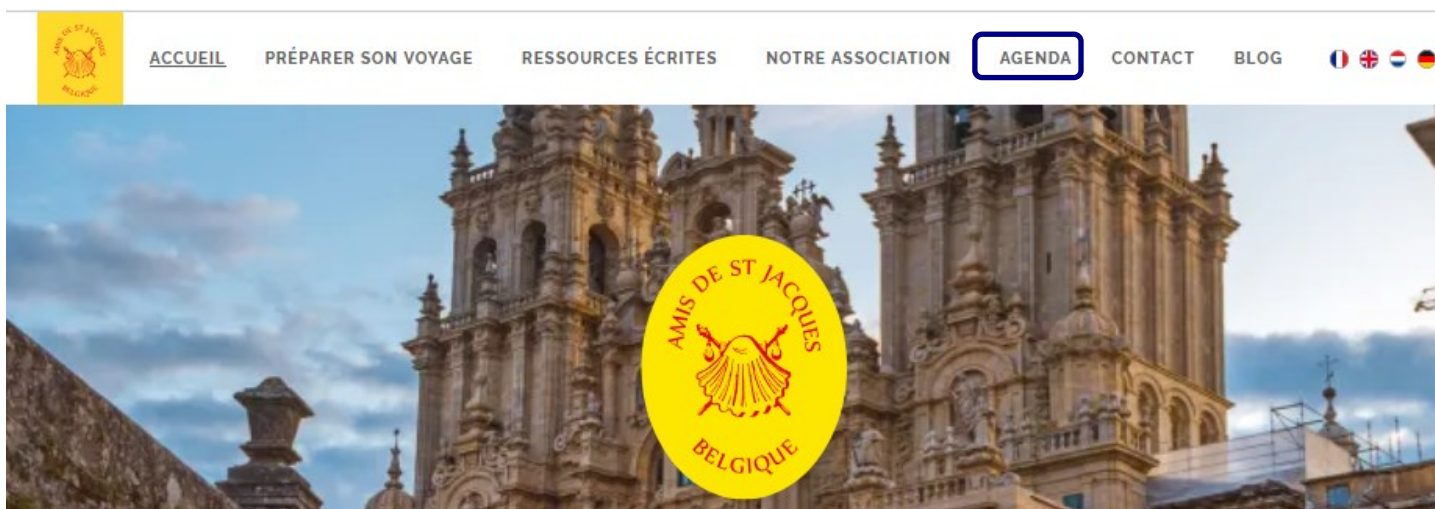 AMIS DE ST JACQUES
BELGIQUE
ACCUEIL PRÉPARER SON VOYAGE RESSOURCES ÉCRITES NOTRE ASSOCIATION AGENDA CONTACT BLOG
AMIS DE ST JACQUES
BELGIQUE